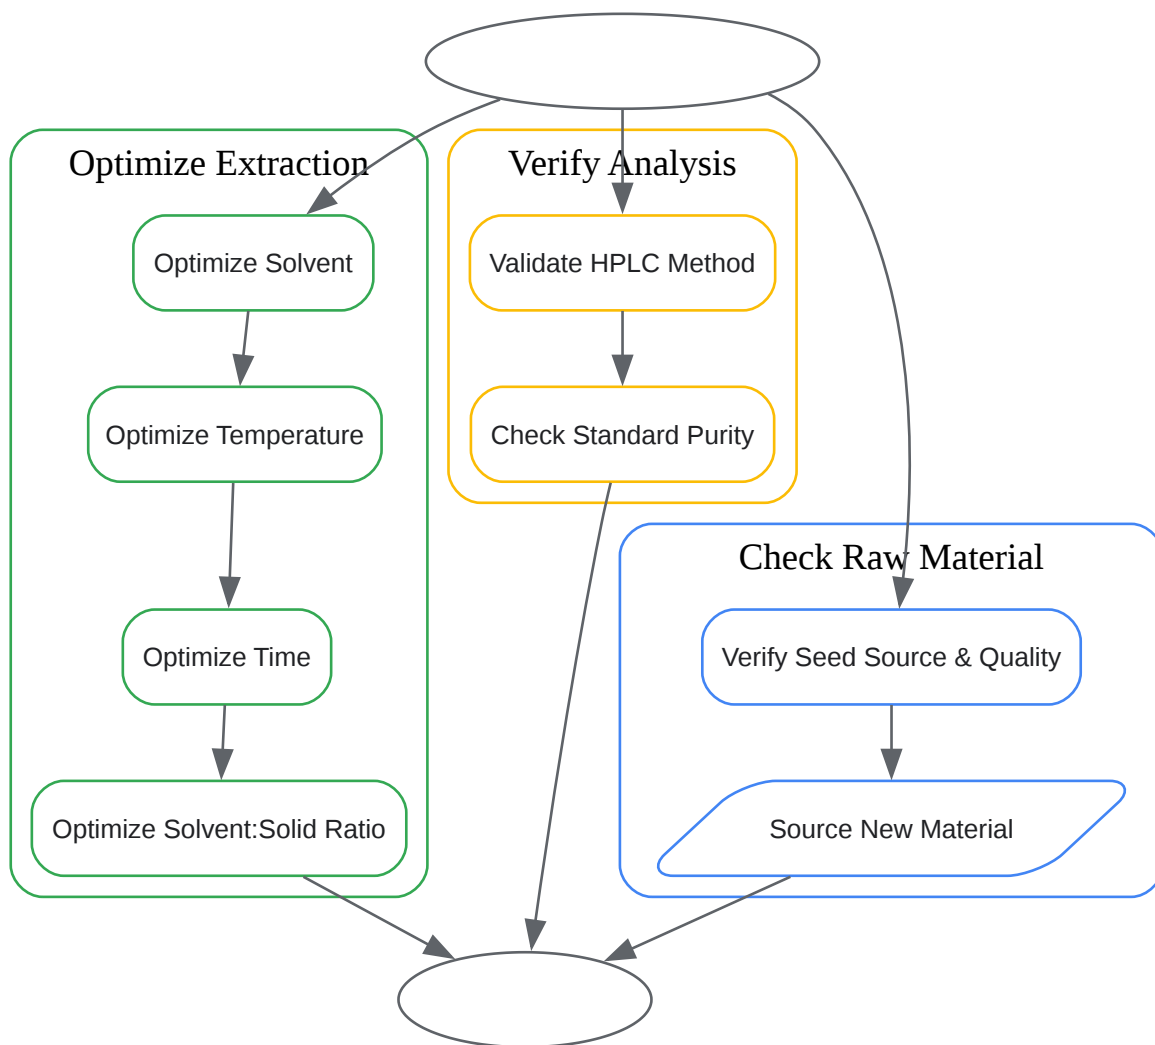 Optimize Extraction
Optimize Solvent
Optimize Temperature
Optimize Time
Optimize Solvent:Solid Ratio
Verify Analysis
Validate HPLC Method
Check Standard Purity
Check Raw Material
Verify Seed Source & Quality
Source New Material